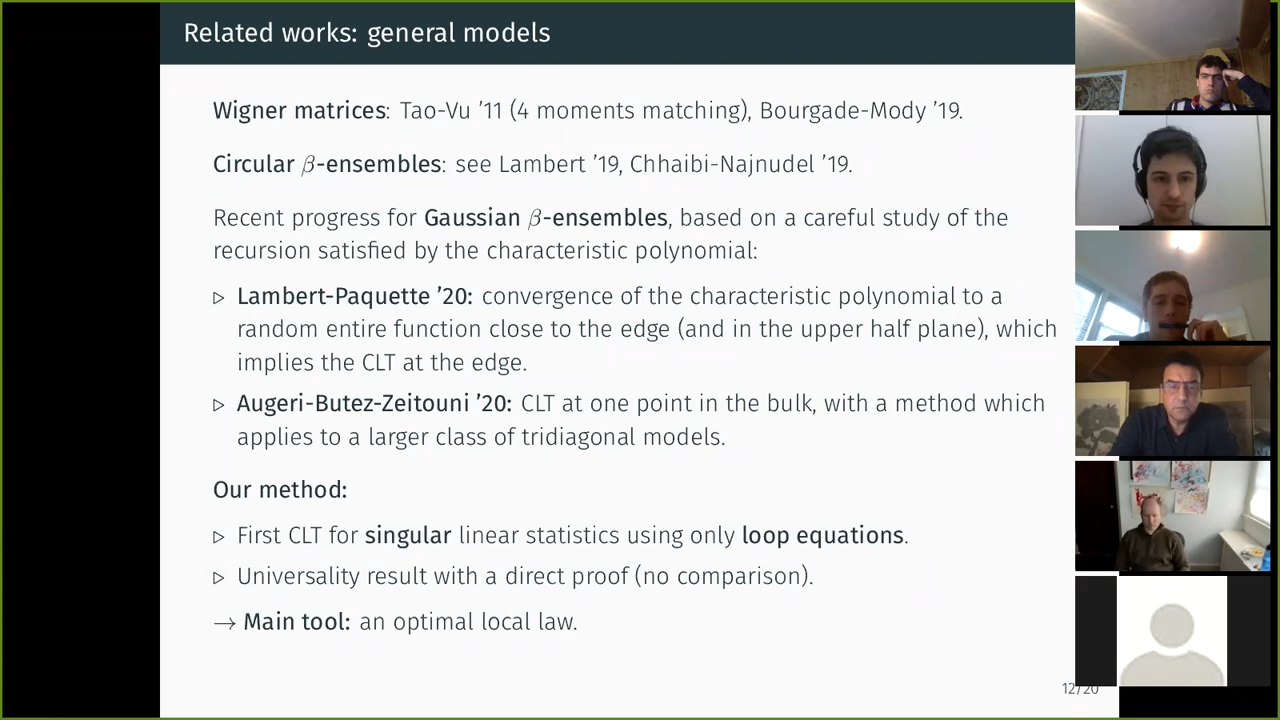 Related works: general models
Wigner matrices: Tao-Vu ’11 (4 moments matching), Bourgade-Mody ’19.
Circular β-ensembles: see Lambert ’19, Chhaibi-Najnudel ’19.
Recent progress for Gaussian β-ensembles, based on a careful study of the
recursion satisfied by the characteristic polynomial:
▷ Lambert-Paquette ’20: convergence of the characteristic polynomial to a
random entire function close to the edge (and in the upper half plane), which
implies the CLT at the edge.
▷ Augeri-Butez-Zeitouni ’20: CLT at one point in the bulk, with a method which
applies to a larger class of tridiagonal models.
Our method:
▷ First CLT for singular linear statistics using only loop equations.
▷ Universality result with a direct proof (no comparison).
→ Main tool: an optimal local law.
12/20